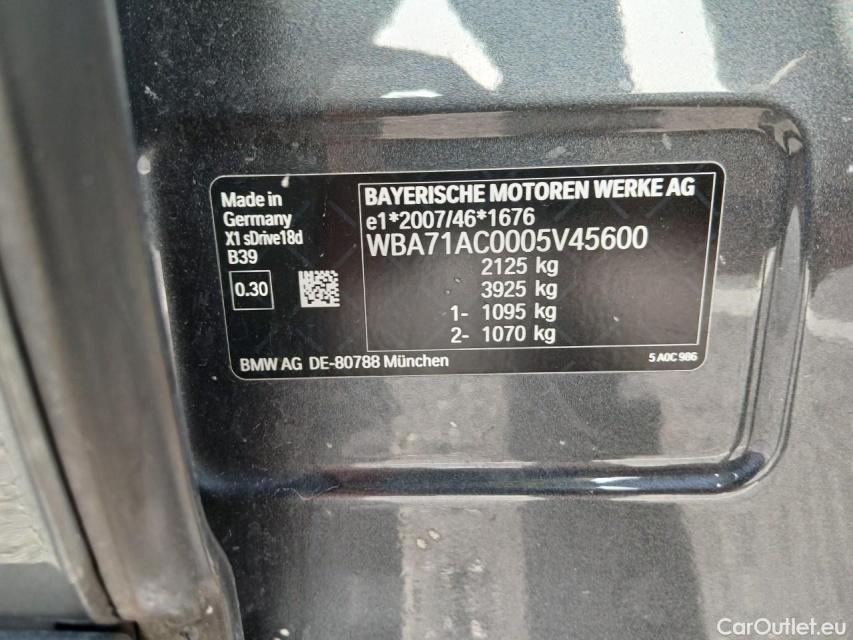 Made in
Germany
X1 sDrive18d
B39
0.30
BAYERISCHE MOTOREN WERKE AG
e1*2007/46*1676
WBA71AC0005V45600
2125 kg
3925 kg
1- 1095 kg
2- 1070 kg
BMW AG DE-80788 München
5 A0C 986
CarOutlet.eu